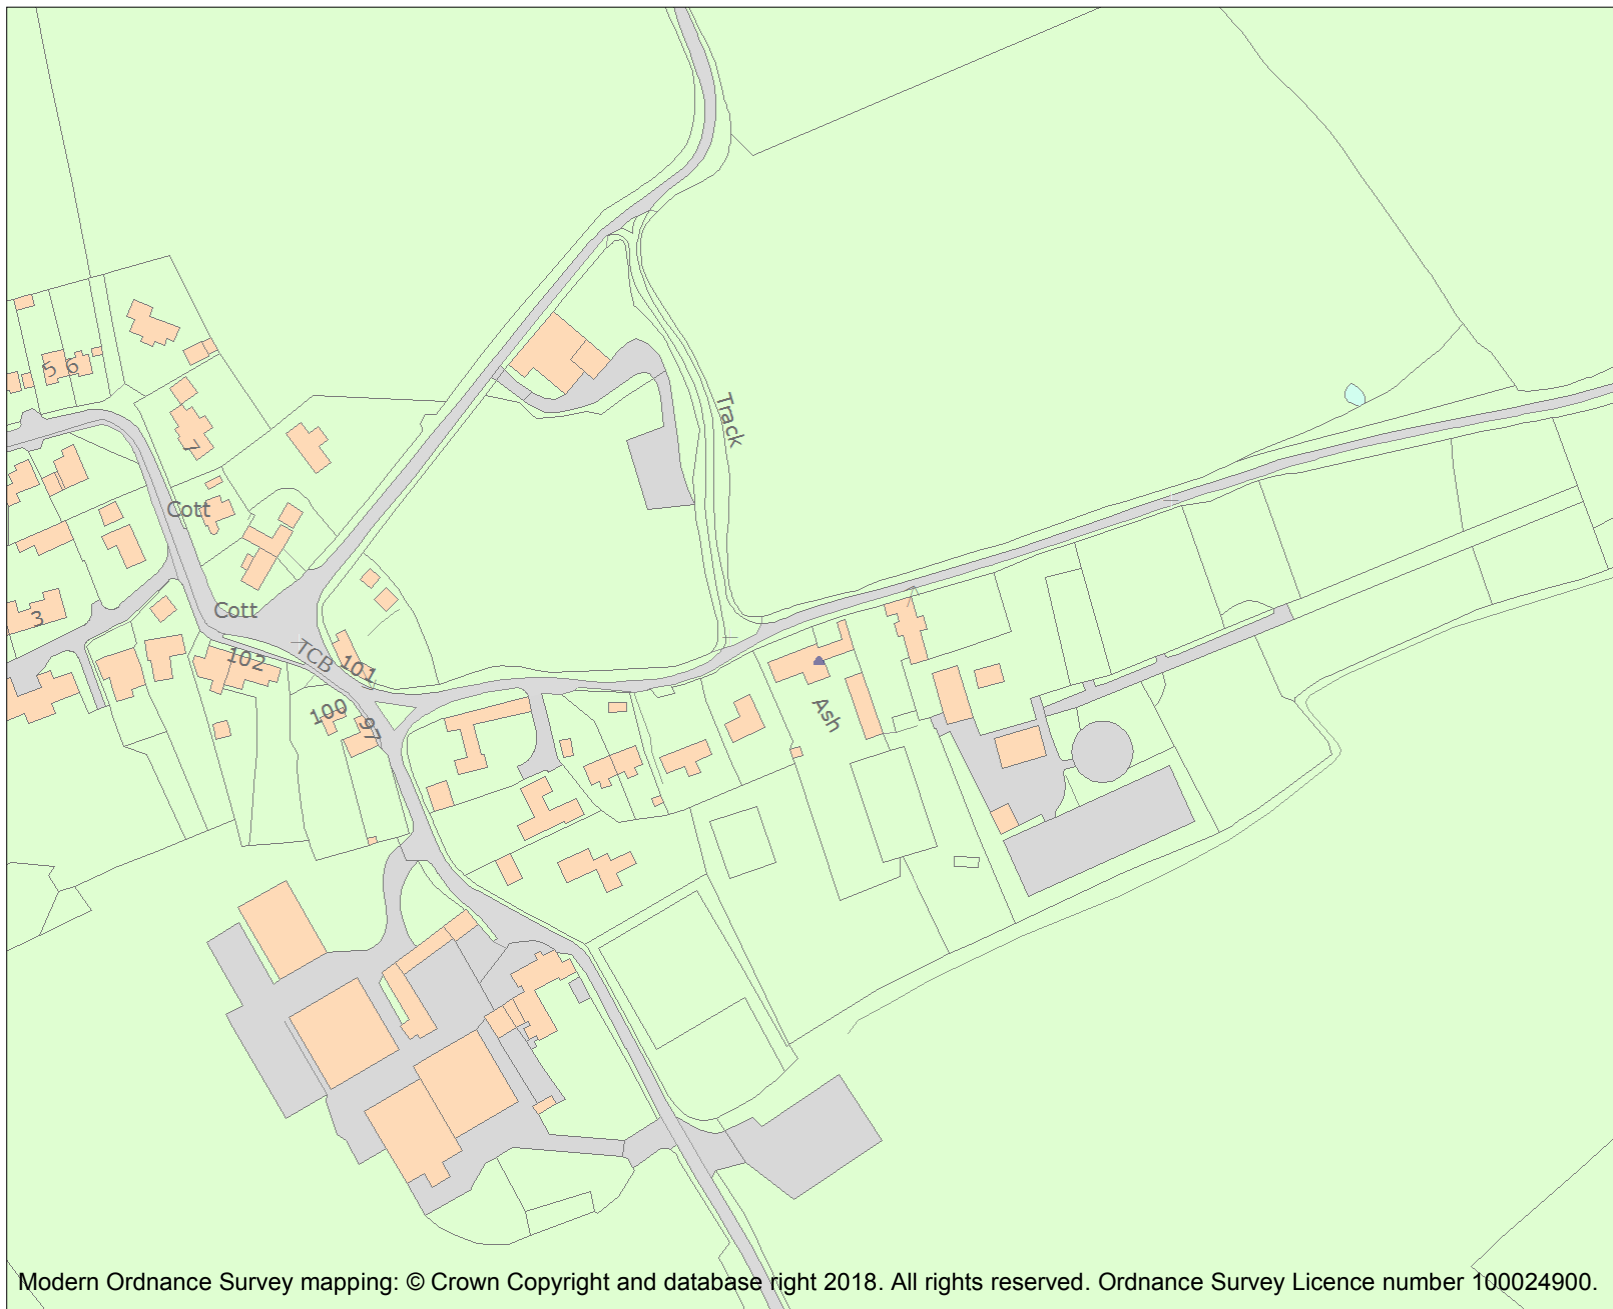 5 6
Track
7
Cott
Cott
3
102
TCB
101
100
97
Ash
Modern Ordnance Survey mapping: © Crown Copyright and database right 2018. All rights reserved. Ordnance Survey Licence number 100024900.